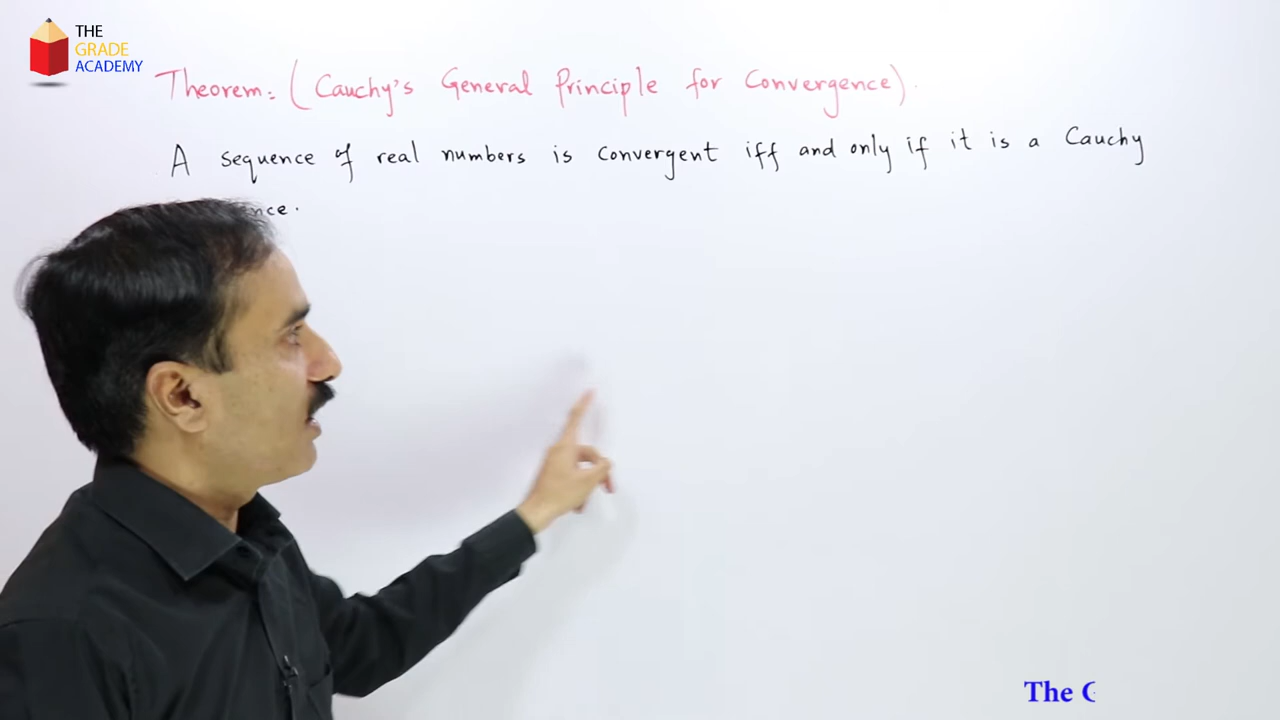 THE
GRADE
ACADEMY
Theorem: (Cauchy's General Principle for Convergence).
A sequence of real numbers is convergent iff and only if it is a Cauchy
nce.
The